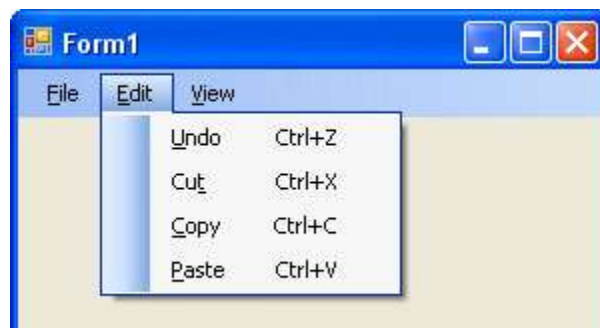 Form1
File Edit View
Undo Ctrl+Z
Cut Ctrl+X
Copy Ctrl+C
Paste Ctrl+V